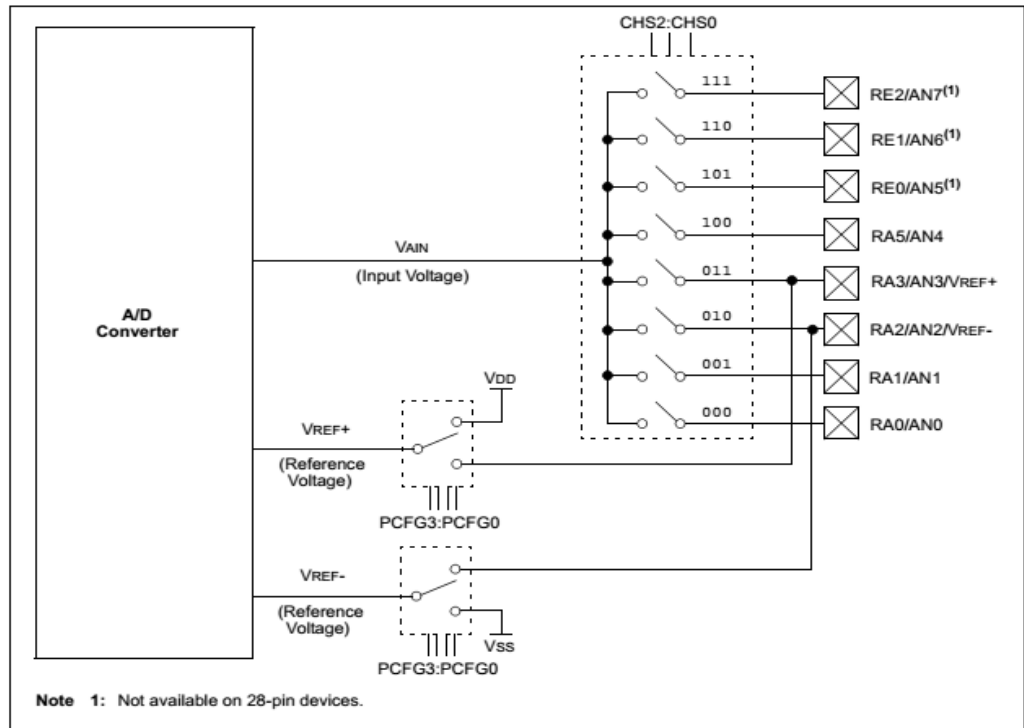 CHS2:CHS0
111
RE2/AN7(1)
110
RE1/AN6(1)
101
RE0/AN5(1)
100
RA5/AN4
VAIN
(Input Voltage)
011
RA3/AN3/VREF+
A/D
Converter
010
RA2/AN2/VREF-
001
RA1/AN1
VDD
000
RA0/AN0
VREF+
(Reference
Voltage)
PCFG3:PCFG0
VREF-
(Reference
Voltage)
VSS
PCFG3:PCFG0
Note 1: Not available on 28-pin devices.